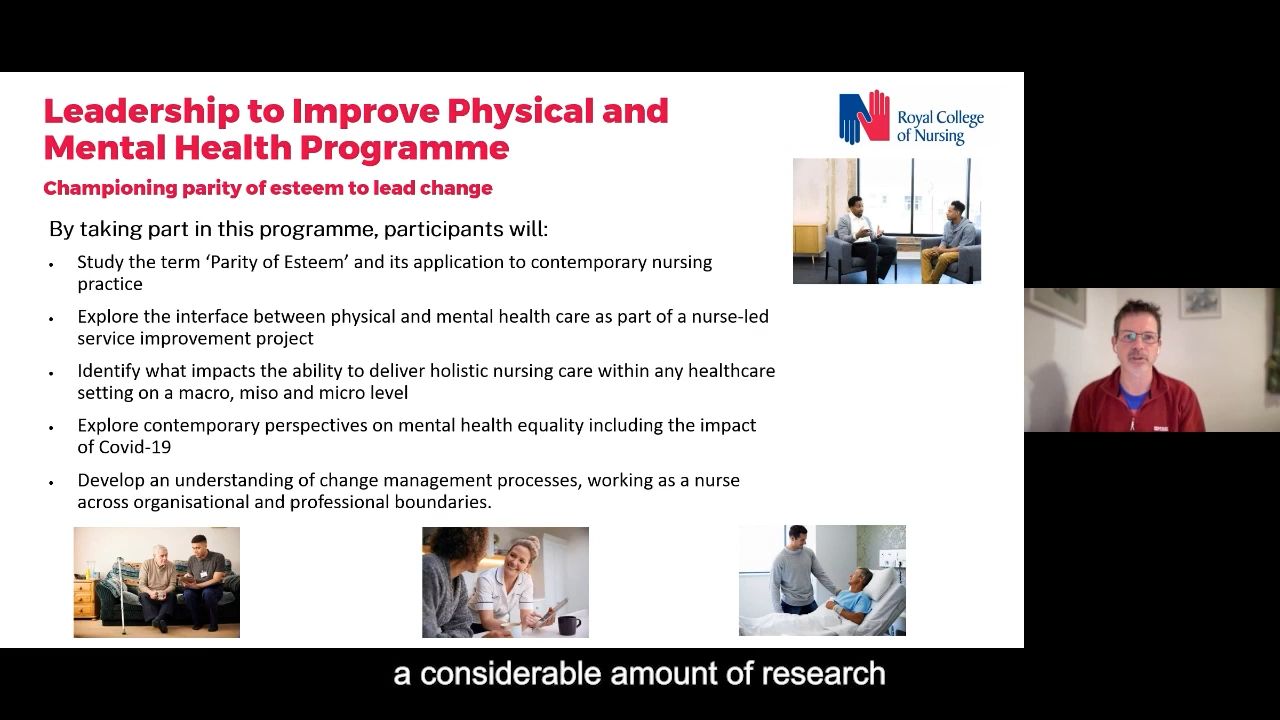 Leadership to Improve Physical and
Mental Health Programme
Royal College
of Nursing
Championing parity of esteem to lead change
By taking part in this programme, participants will:
• Study the term ‘Parity of Esteem’ and its application to contemporary nursing
practice
• Explore the interface between physical and mental health care as part of a nurse-led
service improvement project
• Identify what impacts the ability to deliver holistic nursing care within any healthcare
setting on a macro, miso and micro level
• Explore contemporary perspectives on mental health equality including the impact
of Covid-19
• Develop an understanding of change management processes, working as a nurse
across organisational and professional boundaries.
a considerable amount of research